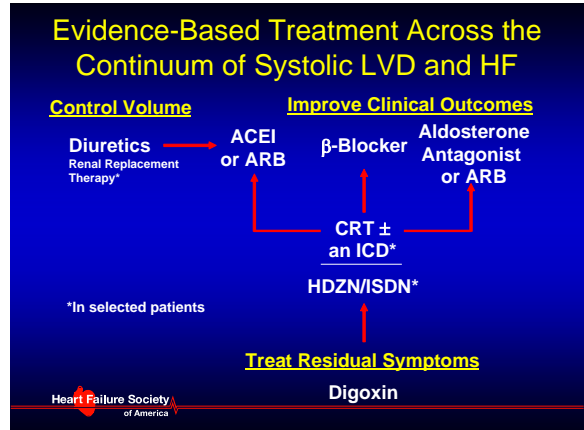 Evidence-Based Treatment Across the
Continuum of Systolic LVD and HF
Control Volume
Improve Clinical Outcomes
Diuretics
Renal Replacement
Therapy*
ACEI
or ARB
β-Blocker
Aldosterone
Antagonist
or ARB
CRT ±
an ICD*
HDZN/ISDN*
*In selected patients
Treat Residual Symptoms
Digoxin
Heart Failure Society
of America